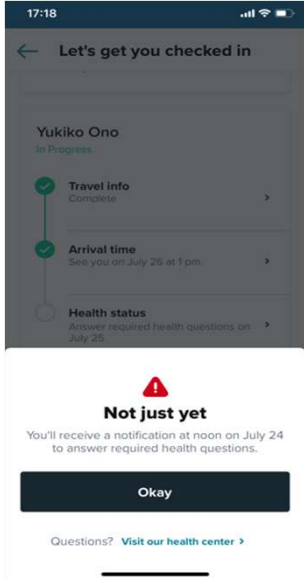 17:18
Let's get you checked in
Yukiko Ono
In Progress
Travel info
Complete
Arrival time
See you on July 26 at 1 pm.
Health status
Answer required health questions on
July 25.
Not just yet
You'll receive a notification at noon on July 24
to answer required health questions.
Okay
Questions? Visit our health center >